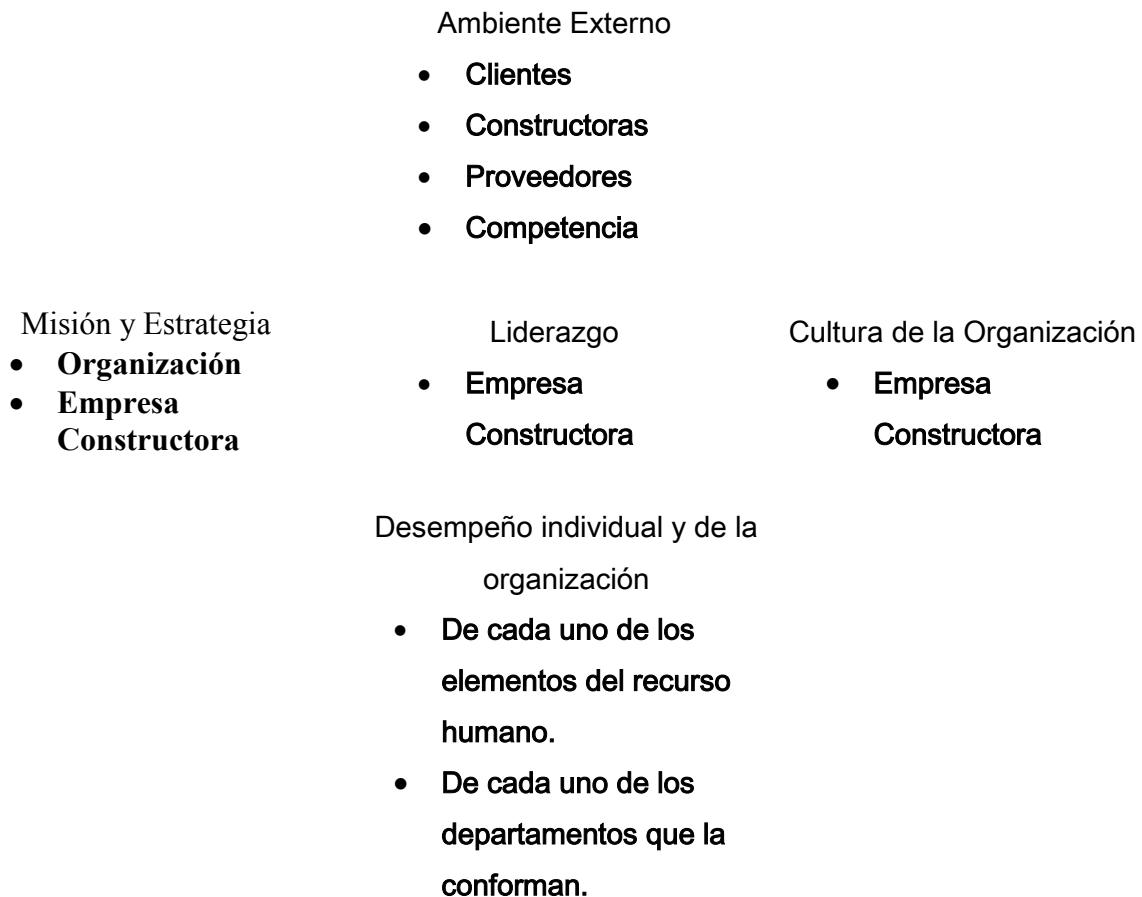 Ambiente Externo
• Clientes
• Constructoras
• Proveedores
• Competencia
Misión y Estrategia
• Organización
• Empresa
Constructora
Liderazgo
• Empresa
Constructora
Cultura de la Organización
• Empresa
Constructora
Desempeño individual y de la
organización
• De cada uno de los
elementos del recurso
humano.
• De cada uno de los
departamentos que la
conforman.